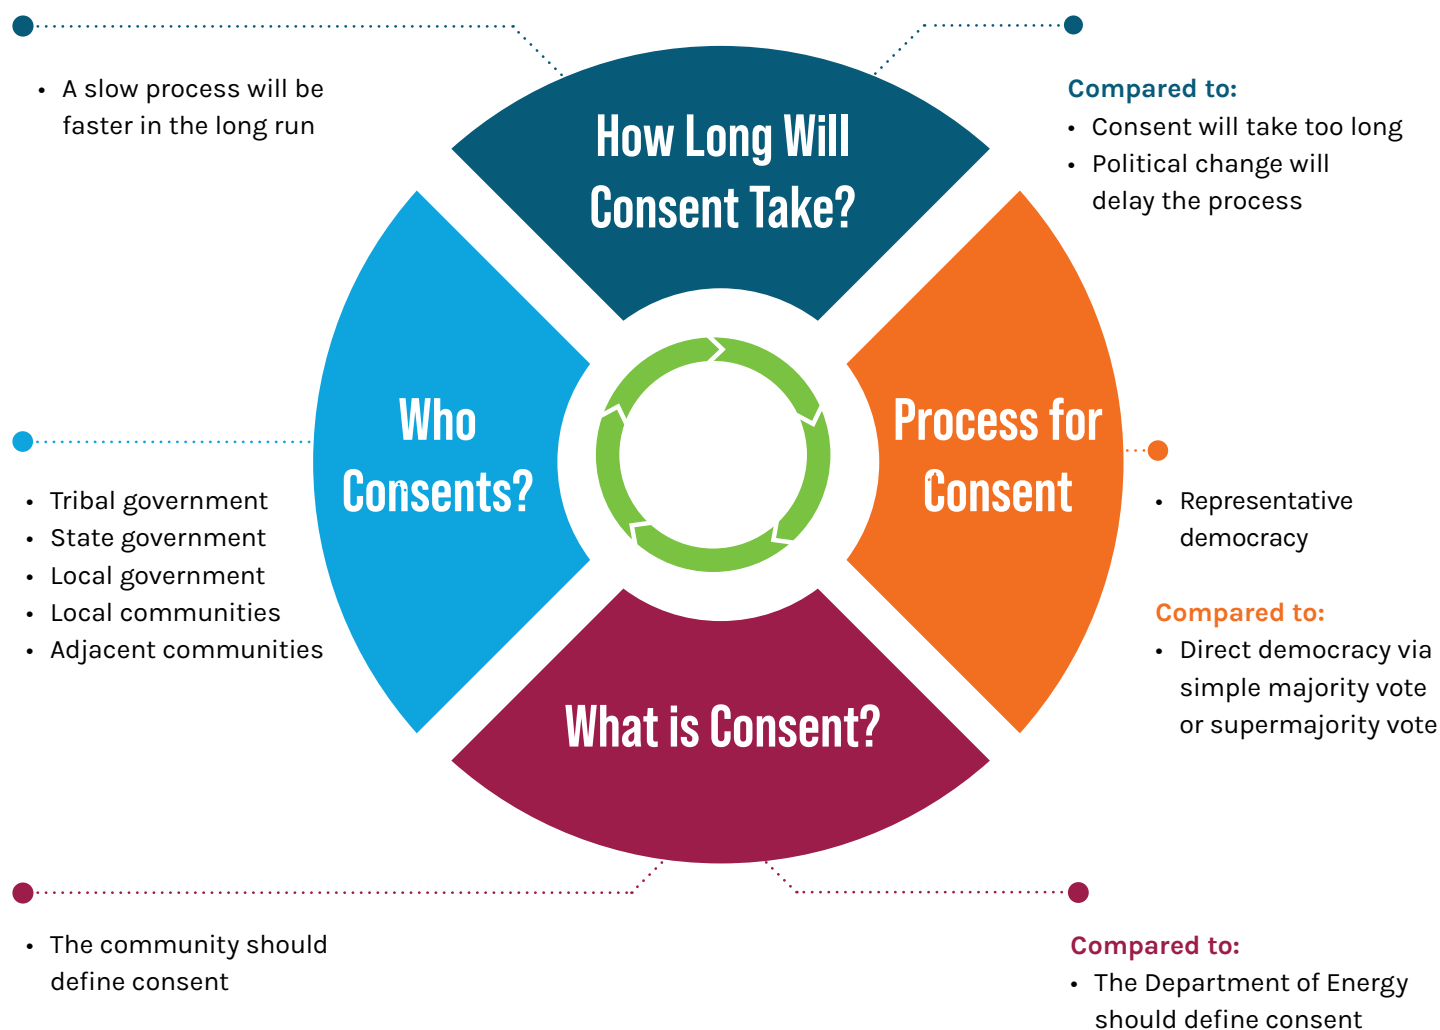 • A slow process will be
faster in the long run
How Long Will
Consent Take?
Compared to:
• Consent will take too long
• Political change will
delay the process
Who
Consents?
• Tribal government
• State government
• Local government
• Local communities
• Adjacent communities
Process for
Consent
• Representative
democracy
Compared to:
• Direct democracy via
simple majority vote
or supermajority vote
What is Consent?
• The community should
define consent
Compared to:
• The Department of Energy
should define consent